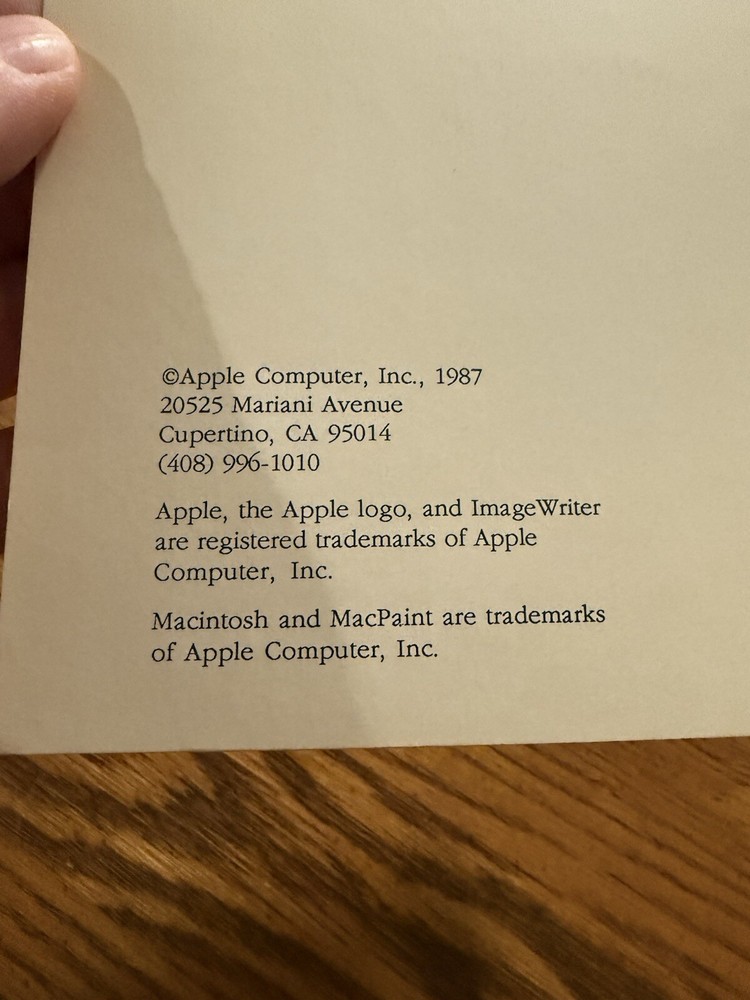 ©Apple Computer, Inc., 1987
20525 Mariani Avenue
Cupertino, CA 95014
(408) 996-1010
Apple, the Apple logo, and ImageWriter
are registered trademarks of Apple
Computer, Inc.
Macintosh and MacPaint are trademarks
of Apple Computer, Inc.